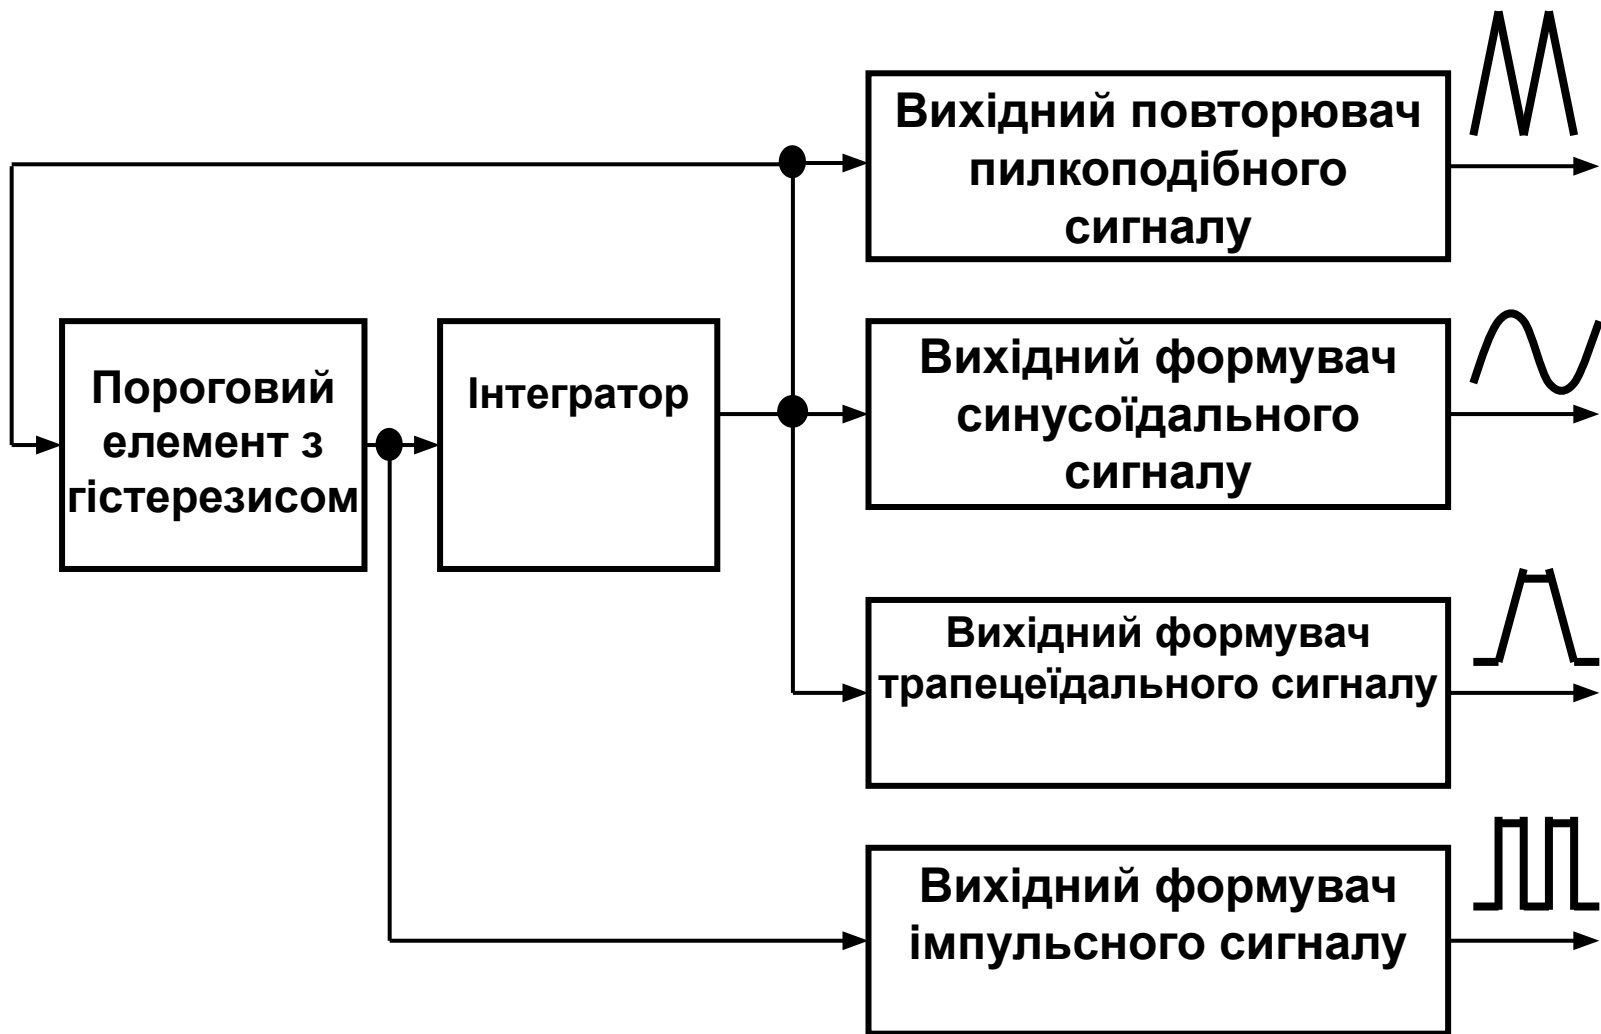 Вихідний повторювач
пилкоподібного
сигналу
Пороговий
елемент з
гістерезисом
Інтегратор
Вихідний формувач
синусоїдального
сигналу
Вихідний формувач
трапецеїдального сигналу
Вихідний формувач
імпульсного сигналу